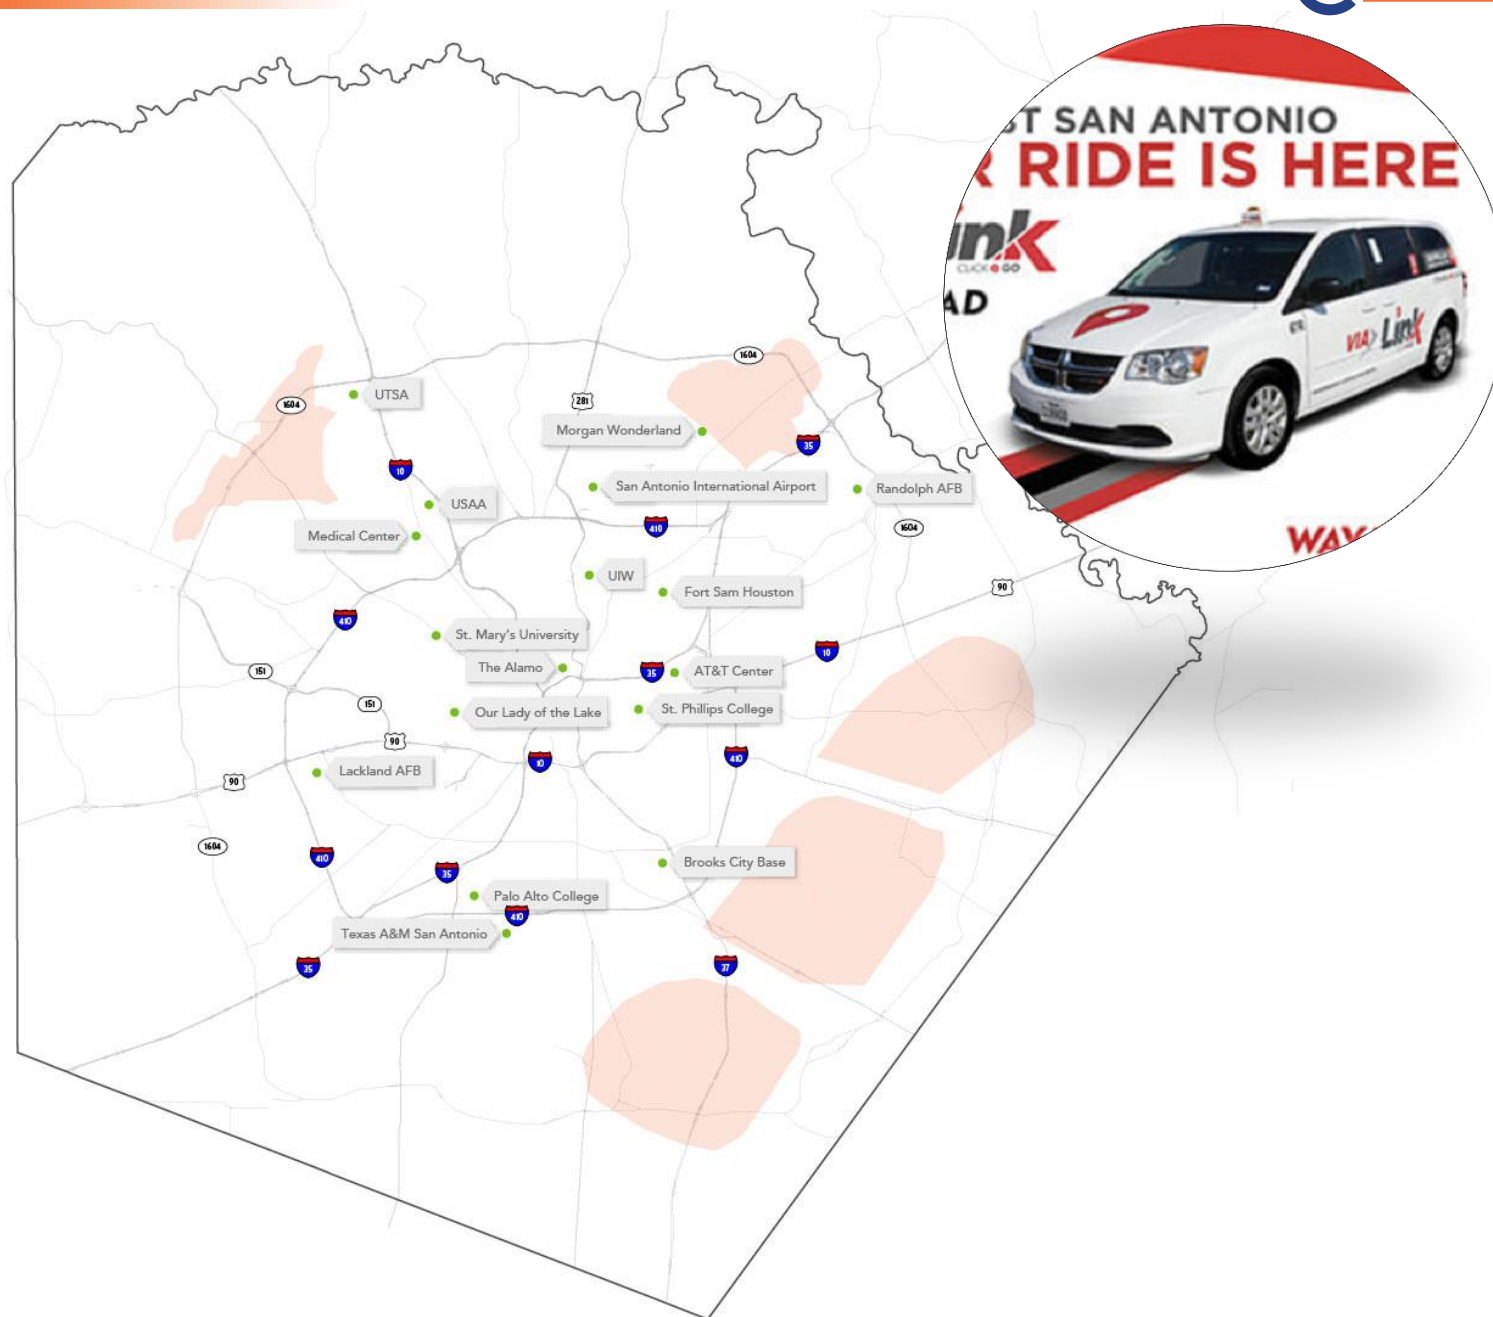 ST SAN ANTONIO
RIDE IS HERE
ink
CLICK GO
AD
VIA Link
WAY
1604
UTSA
1604
281
Morgan Wonderland
35
10
San Antonio International Airport
Randolph AFB
USAA
410
1604
Medical Center
UIW
90
Fort Sam Houston
410
St. Mary's University
10
The Alamo
35
AT&T Center
151
151
Our Lady of the Lake
St. Phillips College
90
410
10
Lackland AFB
90
1604
410
Brooks City Base
35
Palo Alto College
410
Texas A&M San Antonio
35
37